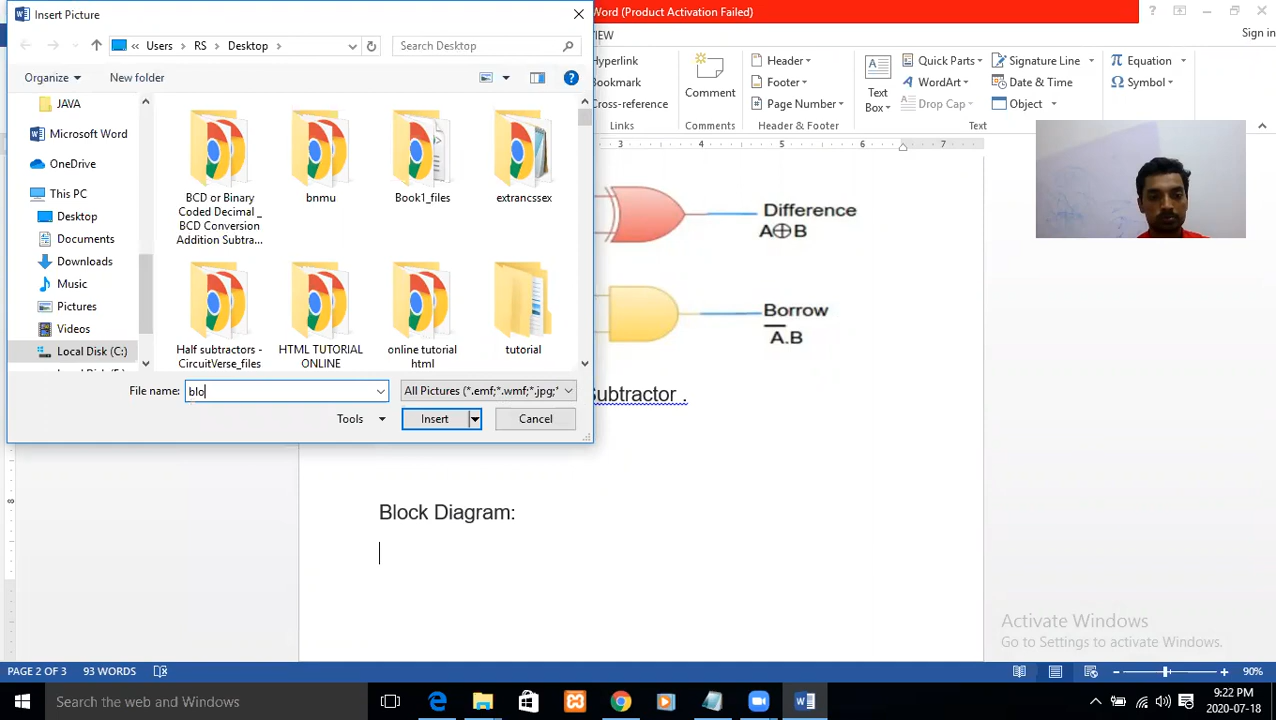 Insert Picture
Word (Product Activation Failed)
Users
RS
Desktop
Search Desktop
Sign in
Organize
New folder
Hyperlink
Bookmark
Cross-reference
Links
Comment
Comments
Header
Footer
Page Number
Header & Footer
Text Box
Quick Parts
WordArt
Drop Cap
Signature Line
Date & Time
Object
Text
Equation
Symbol
JAVA
Microsoft Word
OneDrive
This PC
Desktop
Documents
Downloads
Music
Pictures
Videos
Local Disk (C:)
BCD or Binary
Coded Decimal _
BCD Conversion
Addition Subtra...
bnmu
Book1_files
extrancssex
Half subtractors -
CircuitVerse_files
HTML TUTORIAL
ONLINE
online tutorial
html
tutorial
File name:
blo
All Pictures (*.emf;*.wmf;*.jpg;*
Tools
Insert
Cancel
3
4
5
6
7
8
Difference
A⊕B
Borrow
A̅.B
Subtractor .
Block Diagram:
Activate Windows
Go to Settings to activate Windows.
PAGE 2 OF 3
93 WORDS
90%
Search the web and Windows
9:22 PM
2020-07-18